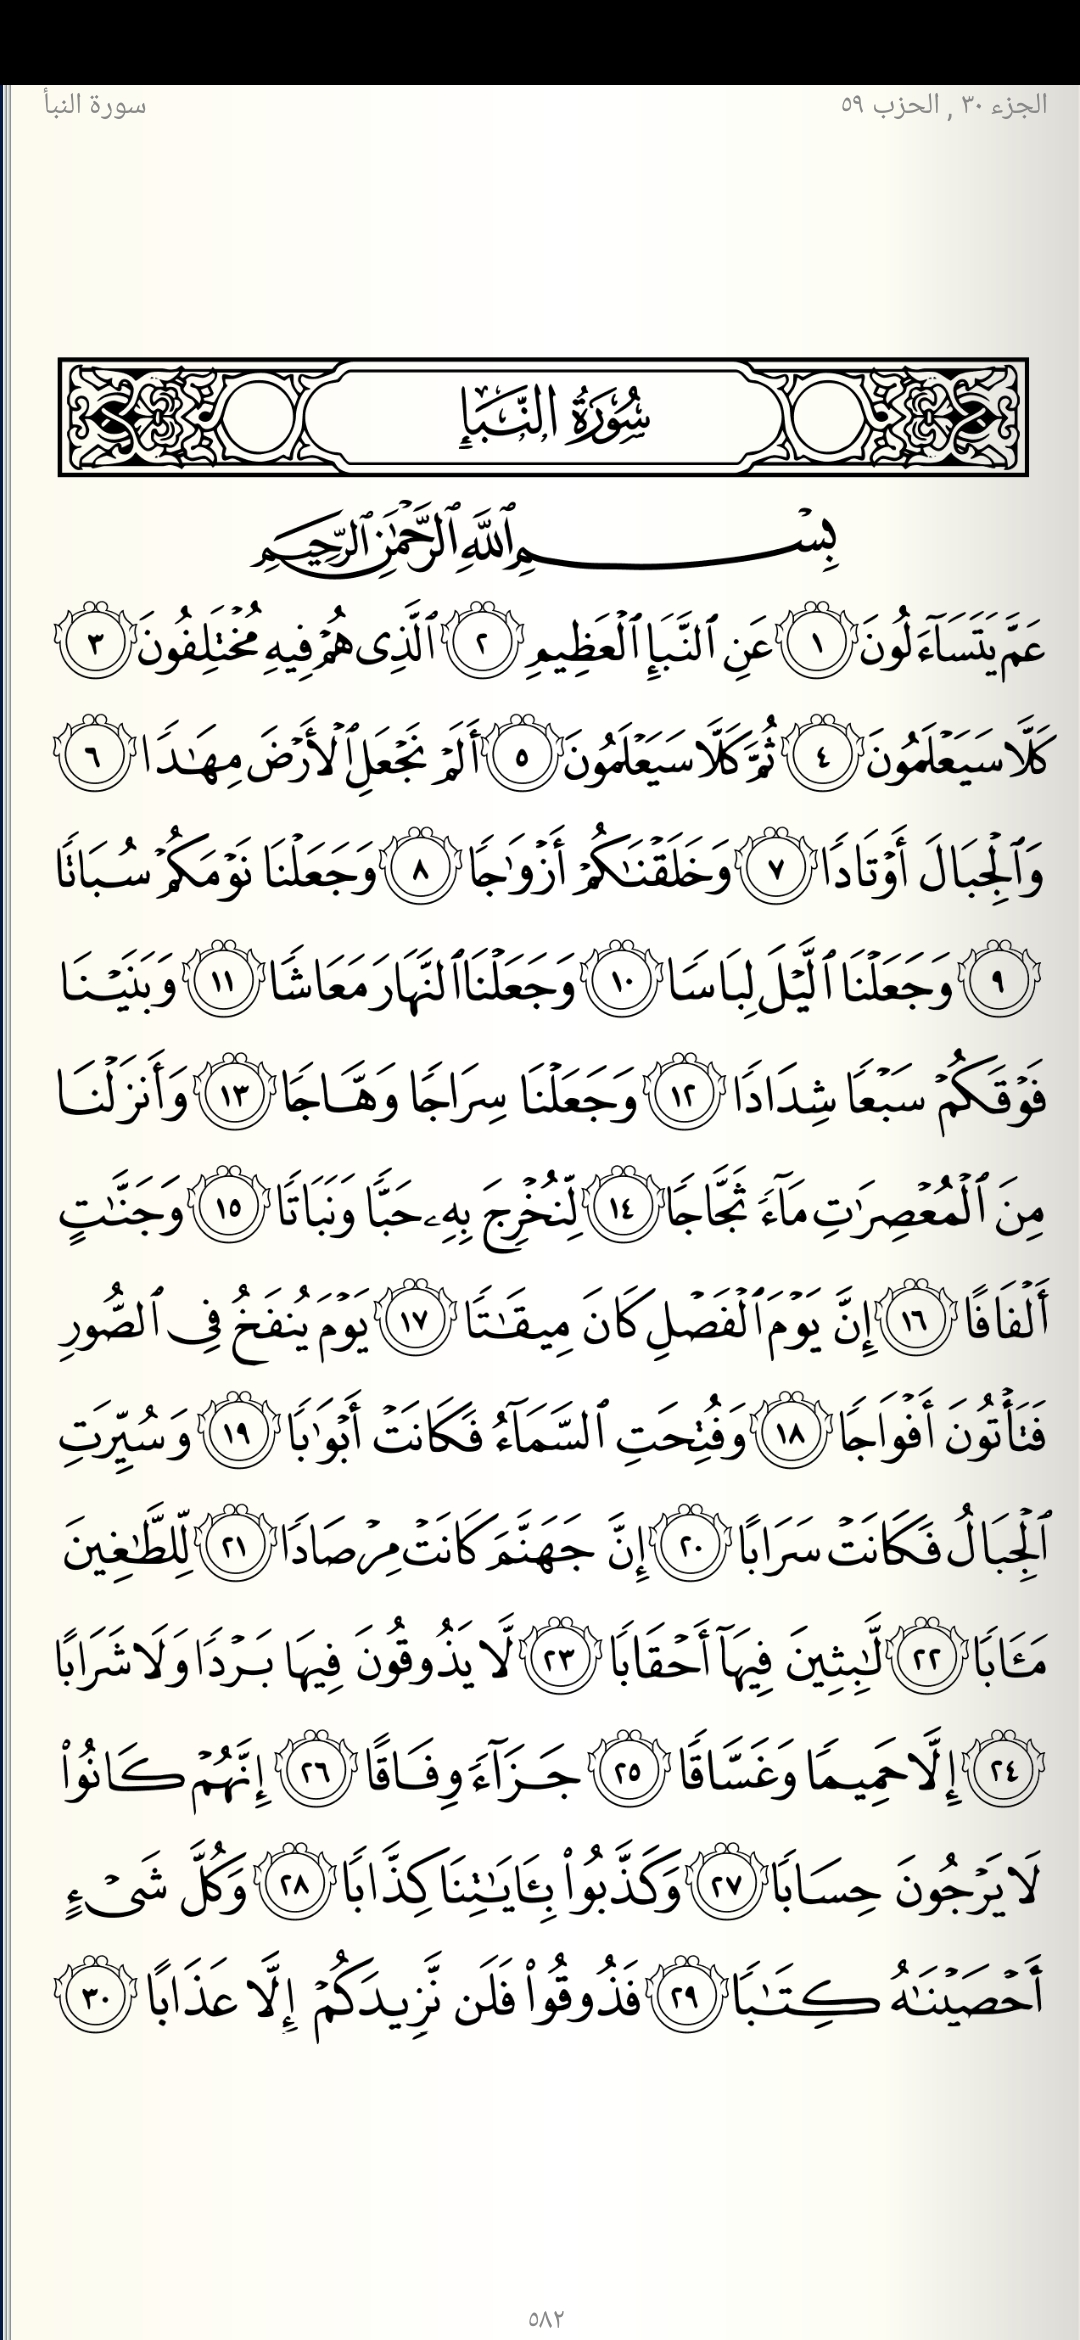 الجزء ٣٠ , الحزب ٥٩
سورة النبأ
سُورَةُ النَّبَإِ
بِسْمِ ٱللَّهِ ٱلرَّحْمَٰنِ ٱلرَّحِيمِ
عَمَّ يَتَسَآءَلُونَ ١ عَنِ ٱلنَّبَإِ ٱلْعَظِيمِ ٢ ٱلَّذِى هُمْ فِيهِ مُخْتَلِفُونَ ٣
كَلَّا سَيَعْلَمُونَ ٤ ثُمَّ كَلَّا سَيَعْلَمُونَ ٥ أَلَمْ نَجْعَلِ ٱلْأَرْضَ مِهَٰدًا ٦
وَٱلْجِبَالَ أَوْتَادًا ٧ وَخَلَقْنَٰكُمْ أَزْوَٰجًا ٨ وَجَعَلْنَا نَوْمَكُمْ سُبَاتًا
٩ وَجَعَلْنَا ٱلَّيْلَ لِبَاسًا ١٠ وَجَعَلْنَا ٱلنَّهَارَ مَعَاشًا ١١ وَبَنَيْنَا
فَوْقَكُمْ سَبْعًا شِدَادًا ١٢ وَجَعَلْنَا سِرَاجًا وَهَّاجًا ١٣ وَأَنزَلْنَا
مِنَ ٱلْمُعْصِرَٰتِ مَآءً ثَجَّاجًا ١٤ لِّنُخْرِجَ بِهِۦ حَبًّا وَنَبَاتًا ١٥ وَجَنَّٰتٍ
أَلْفَافًا ١٦ إِنَّ يَوْمَ ٱلْفَصْلِ كَانَ مِيقَٰتًا ١٧ يَوْمَ يُنفَخُ فِى ٱلصُّورِ
فَتَأْتُونَ أَفْوَاجًا ١٨ وَفُتِحَتِ ٱلسَّمَآءُ فَكَانَتْ أَبْوَٰبًا ١٩ وَسُيِّرَتِ
ٱلْجِبَالُ فَكَانَتْ سَرَابًا ٢٠ إِنَّ جَهَنَّمَ كَانَتْ مِرْصَادًا ٢١ لِّلطَّٰغِينَ
مَـَٔابًا ٢٢ لَّٰبِثِينَ فِيهَآ أَحْقَابًا ٢٣ لَّا يَذُوقُونَ فِيهَا بَرْدًا وَلَا شَرَابًا
٢٤ إِلَّا حَمِيمًا وَغَسَّاقًا ٢٥ جَزَآءً وِفَاقًا ٢٦ إِنَّهُمْ كَانُوا۟
لَا يَرْجُونَ حِسَابًا ٢٧ وَكَذَّبُوا۟ بِـَٔايَٰتِنَا كِذَّابًا ٢٨ وَكُلَّ شَىْءٍ
أَحْصَيْنَٰهُ كِتَٰبًا ٢٩ فَذُوقُوا۟ فَلَن نَّزِيدَكُمْ إِلَّا عَذَابًا ٣٠
٥٨٢